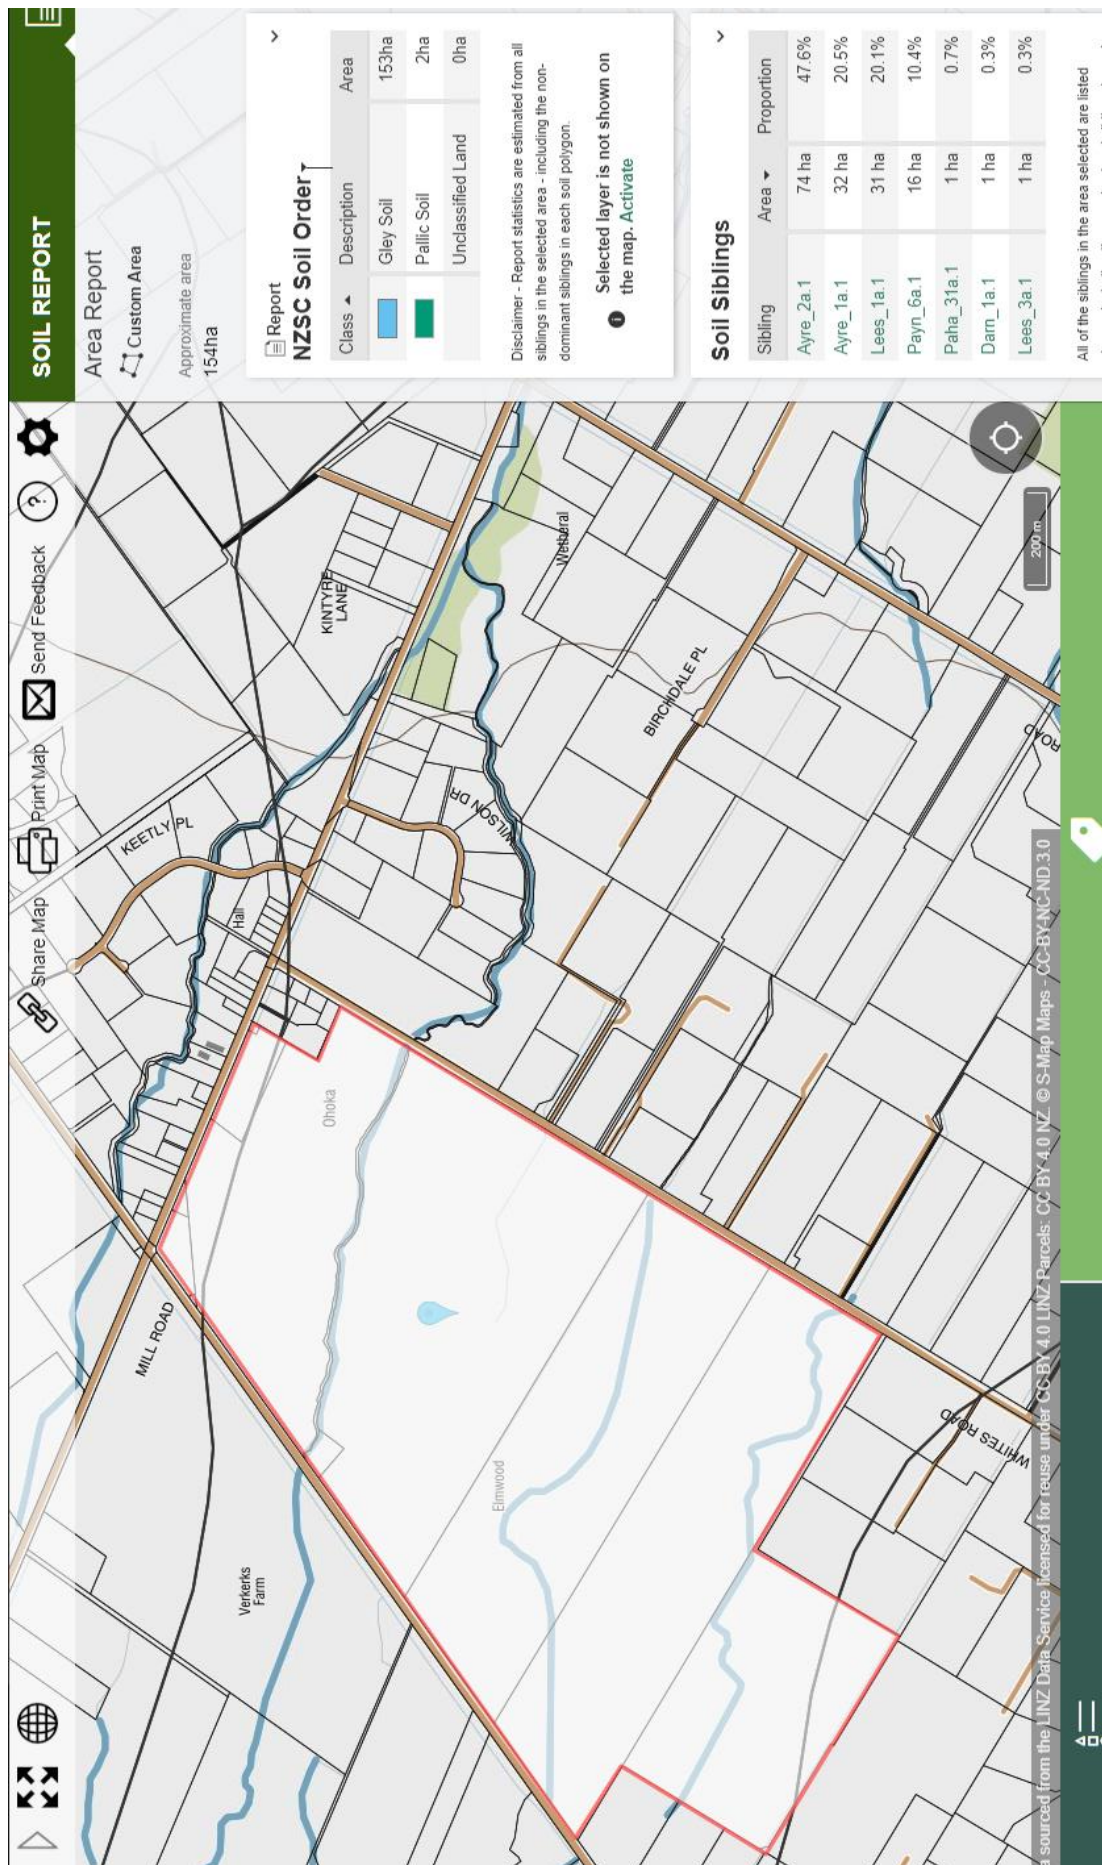 Share Map
Print Map
Send Feedback
?
SOIL REPORT
Area Report
Custom Area
Approximate area
154ha
Report
NZSC Soil Order
Class Description Area
Gley Soil 153ha
Pallic Soil 2ha
Unclassified Land 0ha
Disclaimer - Report statistics are estimated from all
siblings in the selected area - including the non-
dominant siblings in each soil polygon.
Selected layer is not shown on
the map. Activate
Soil Siblings
Sibling Area Proportion
Ayre_2a.1 74 ha 47.6%
Ayre_1a.1 32 ha 20.5%
Lees_1a.1 31 ha 20.1%
Payn_6a.1 16 ha 10.4%
Paha_31a.1 1 ha 0.7%
Darn_1a.1 1 ha 0.3%
Lees_3a.1 1 ha 0.3%
All of the siblings in the area selected are listed
MILL ROAD
KEETLY PL
Hall
KINTYRE
LANE
Verkerks
Farm
Ohoka
WILSON DR
Wetheral
Elmwood
BIRCHDALE PL
WHITES ROAD
ROAD
200 m
a sourced from the LINZ Data Service licensed for reuse under CC BY 4.0 LINZ Parcels: CC BY 4.0 NZ. © S-Map Maps - CC-BY-NC-ND.3.0